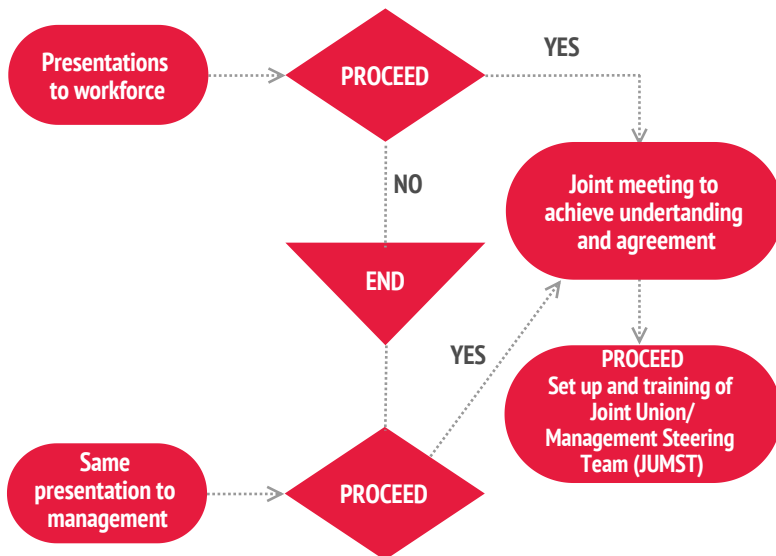 Presentations
to workforce
PROCEED
YES
NO
Joint meeting to
achieve undertanding
and agreement
END
YES
PROCEED
Set up and training of
Joint Union/
Management Steering
Team (JUMST)
Same
presentation to
management
PROCEED